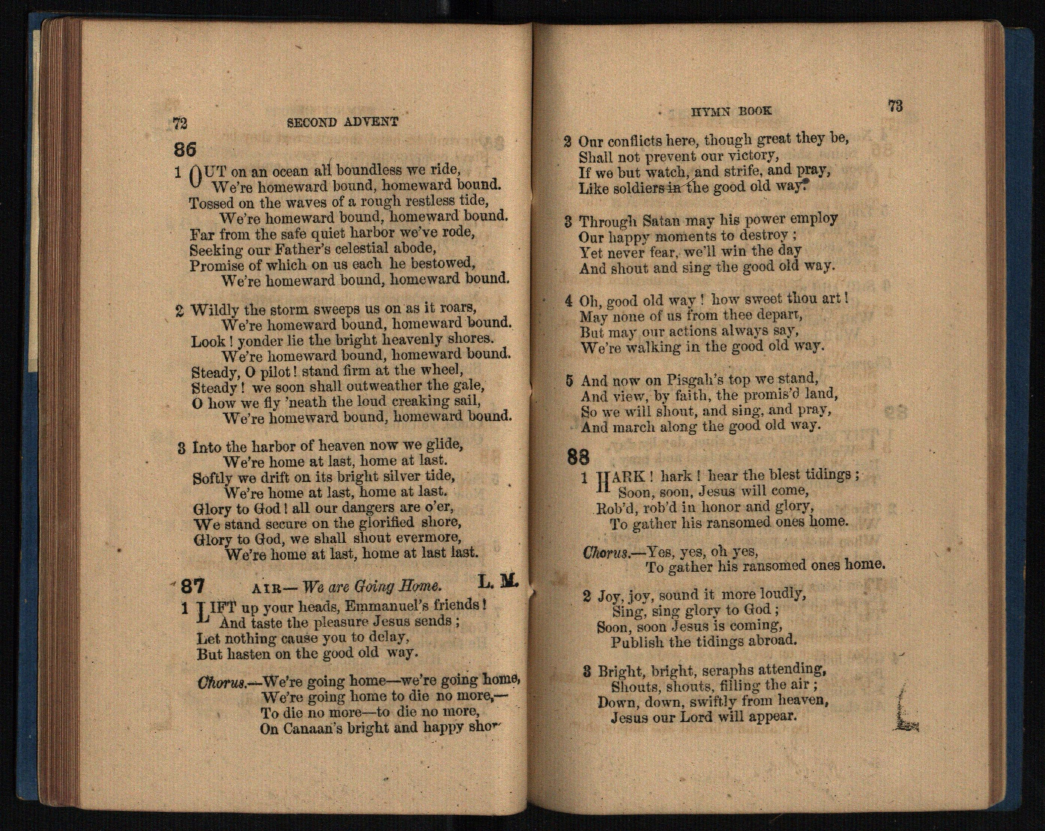 72 SECOND ADVENT
86
1 OUT on an ocean all boundless we ride,
We're homeward bound, homeward bound.
Tossed on the waves of a rough restless tide,
We're homeward bound, homeward bound.
Far from the safe quiet harbor we've rode,
Seeking our Father's celestial abode,
Promise of which on us each he bestowed,
We're homeward bound, homeward bound.
2 Wildly the storm sweeps us on as it roars,
We're homeward bound, homeward bound.
Look ! yonder lie the bright heavenly shores.
We're homeward bound, homeward bound.
Steady, O pilot! stand firm at the wheel,
Steady ! we soon shall outweather the gale,
O how we fly 'neath the loud creaking sail,
We're homeward bound, homeward bound.
3 Into the harbor of heaven now we glide,
We're home at last, home at last.
Softly we drift on its bright silver tide,
We're home at last, home at last.
Glory to God ! all our dangers are o'er,
We stand secure on the glorified shore,
Glory to God, we shall shout evermore,
We're home at last, home at last last.
87 AIR— We are Going Home. L. M.
1 LIFT up your heads, Emmanuel's friends !
And taste the pleasure Jesus sends ;
Let nothing cause you to delay,
But hasten on the good old way.
Chorus.—We're going home—we're going home,
We're going home to die no more,—
To die no more—to die no more,
On Canaan's bright and happy shor
HYMN BOOK 73
2 Our conflicts here, though great they be,
Shall not prevent our victory,
If we but watch, and strife, and pray,
Like soldiers in the good old way.
3 Through Satan may his power employ
Our happy moments to destroy ;
Yet never fear, we'll win the day
And shout and sing the good old way.
4 Oh, good old way ! how sweet thou art !
May none of us from thee depart,
But may our actions always say,
We're walking in the good old way.
5 And now on Pisgah's top we stand,
And view, by faith, the promis'd land,
So we will shout, and sing, and pray,
And march along the good old way.
88
1 HARK ! hark ! hear the blest tidings ;
Soon, soon, Jesus will come,
Rob'd, rob'd in honor and glory,
To gather his ransomed ones home.
Chorus.—Yes, yes, oh yes,
To gather his ransomed ones home.
2 Joy, joy, sound it more loudly,
Sing, sing glory to God ;
Soon, soon Jesus is coming,
Publish the tidings abroad.
3 Bright, bright, seraphs attending,
Shouts, shouts, filling the air ;
Down, down, swiftly from heaven,
Jesus our Lord will appear.